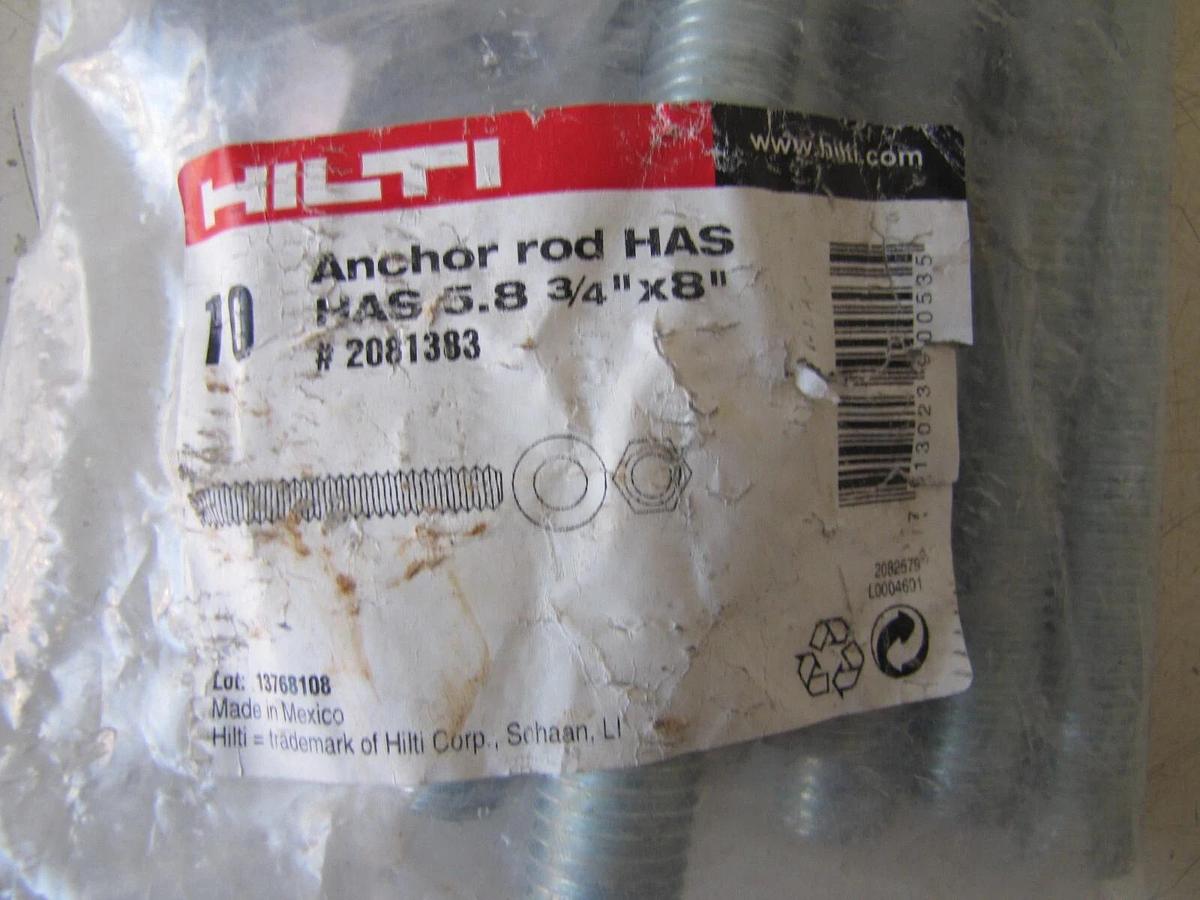 HILTI
www.hilti.com
10
Anchor rod HAS
HAS 5.8 3/4"x8"
# 2081383
2082579
L0004601
Lot: 13768108
Made in Mexico
Hilti = trademark of Hilti Corp., Schaan, LI